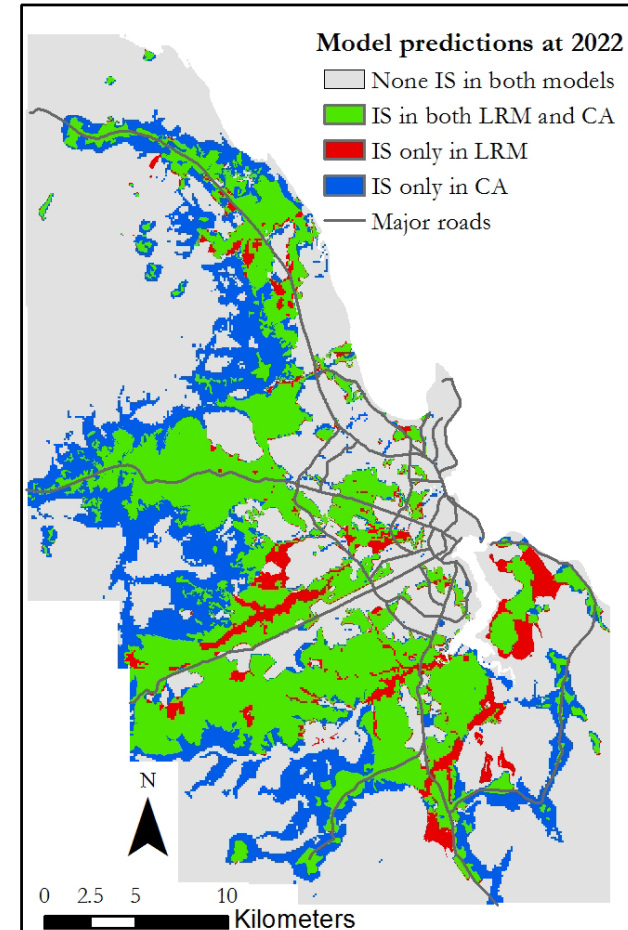 Model predictions at 2022
None IS in both models
IS in both LRM and CA
IS only in LRM
IS only in CA
Major roads
N
0 2.5 5 10
Kilometers